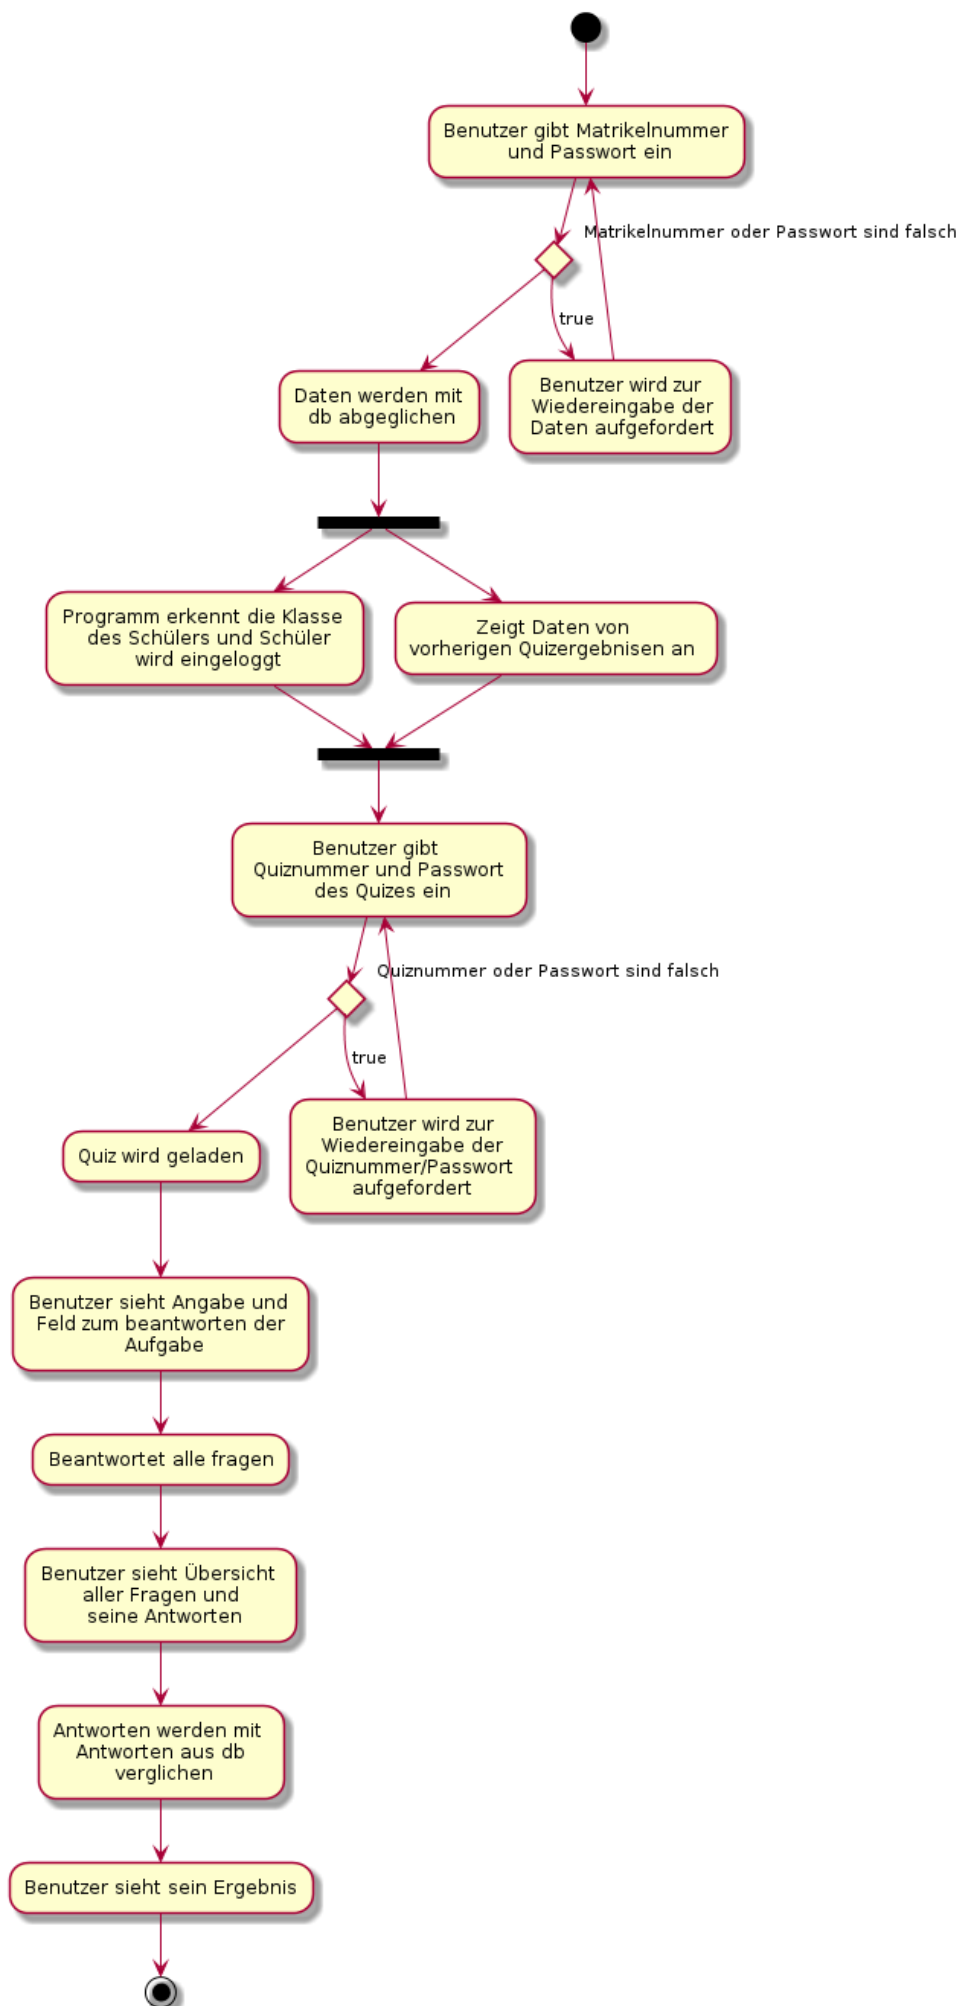 Benutzer gibt Matrikelnummer
und Passwort ein
Matrikelnummer oder Passwort sind falsch
true
Daten werden mit
db abgeglichen
Benutzer wird zur
Wiedereingabe der
Daten aufgefordert
Programm erkennt die Klasse
des Schülers und Schüler
wird eingeloggt
Zeigt Daten von
vorherigen Quizergebnisen an
Benutzer gibt
Quiznummer und Passwort
des Quizes ein
Quiznummer oder Passwort sind falsch
true
Quiz wird geladen
Benutzer wird zur
Wiedereingabe der
Quiznummer/Passwort
aufgefordert
Benutzer sieht Angabe und
Feld zum beantworten der
Aufgabe
Beantwortet alle fragen
Benutzer sieht Übersicht
aller Fragen und
seine Antworten
Antworten werden mit
Antworten aus db
verglichen
Benutzer sieht sein Ergebnis